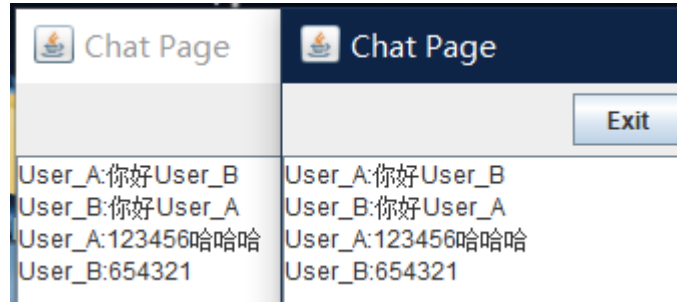 Chat Page
User_A:你好User_B
User_B:你好User_A
User_A:123456哈哈哈
User_B:654321
Chat Page
Exit
User_A:你好User_B
User_B:你好User_A
User_A:123456哈哈哈
User_B:654321